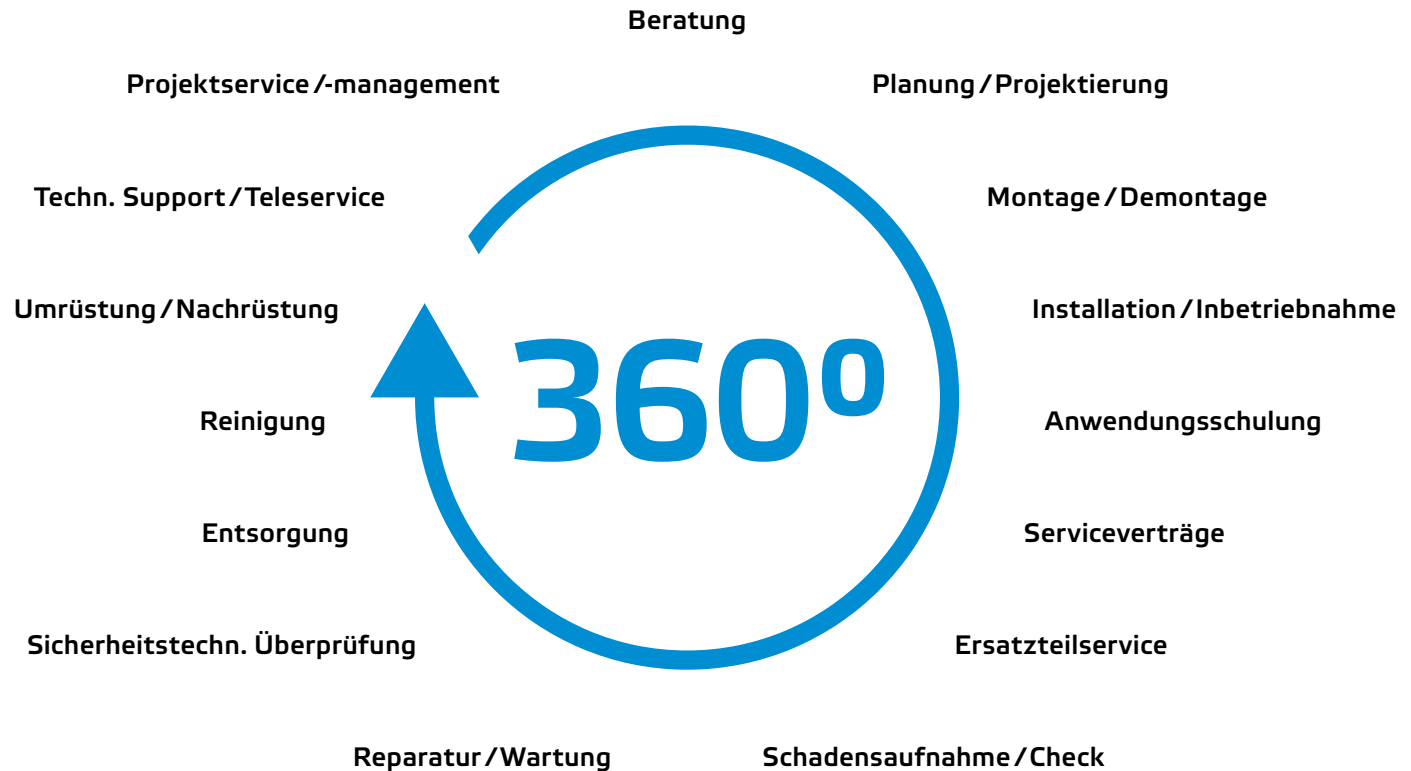 Beratung
Projektservice/-management
Planung/Projektierung
Techn. Support/Teleservice
Montage/Demontage
Umrüstung/Nachrüstung
Installation/Inbetriebnahme
360°
Reinigung
Anwendungsschulung
Entsorgung
Serviceverträge
Sicherheitstechn. Überprüfung
Ersatzteilservice
Reparatur/Wartung
Schadensaufnahme/Check